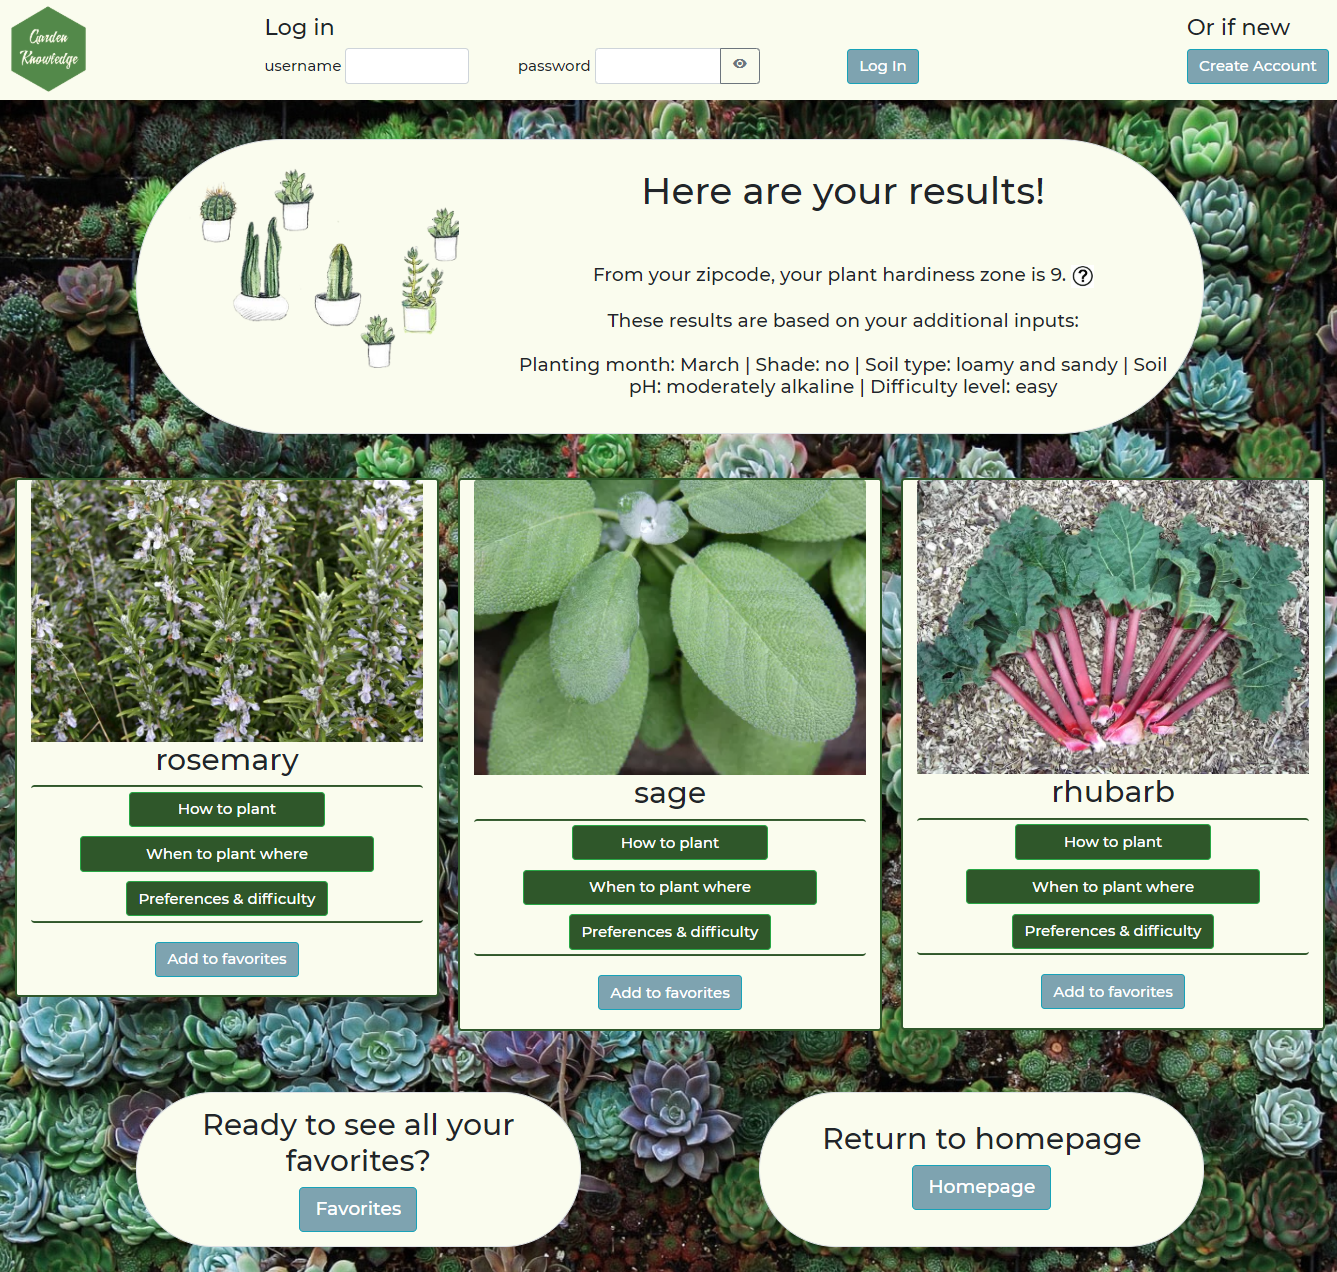 Garden
Knowledge
Log in
username
password
Log In
Or if new
Create Account
Here are your results!
From your zipcode, your plant hardiness zone is 9. ?
These results are based on your additional inputs:
Planting month: March | Shade: no | Soil type: loamy and sandy | Soil
pH: moderately alkaline | Difficulty level: easy
rosemary
How to plant
When to plant where
Preferences & difficulty
Add to favorites
sage
How to plant
When to plant where
Preferences & difficulty
Add to favorites
rhubarb
How to plant
When to plant where
Preferences & difficulty
Add to favorites
Ready to see all your
favorites?
Favorites
Return to homepage
Homepage